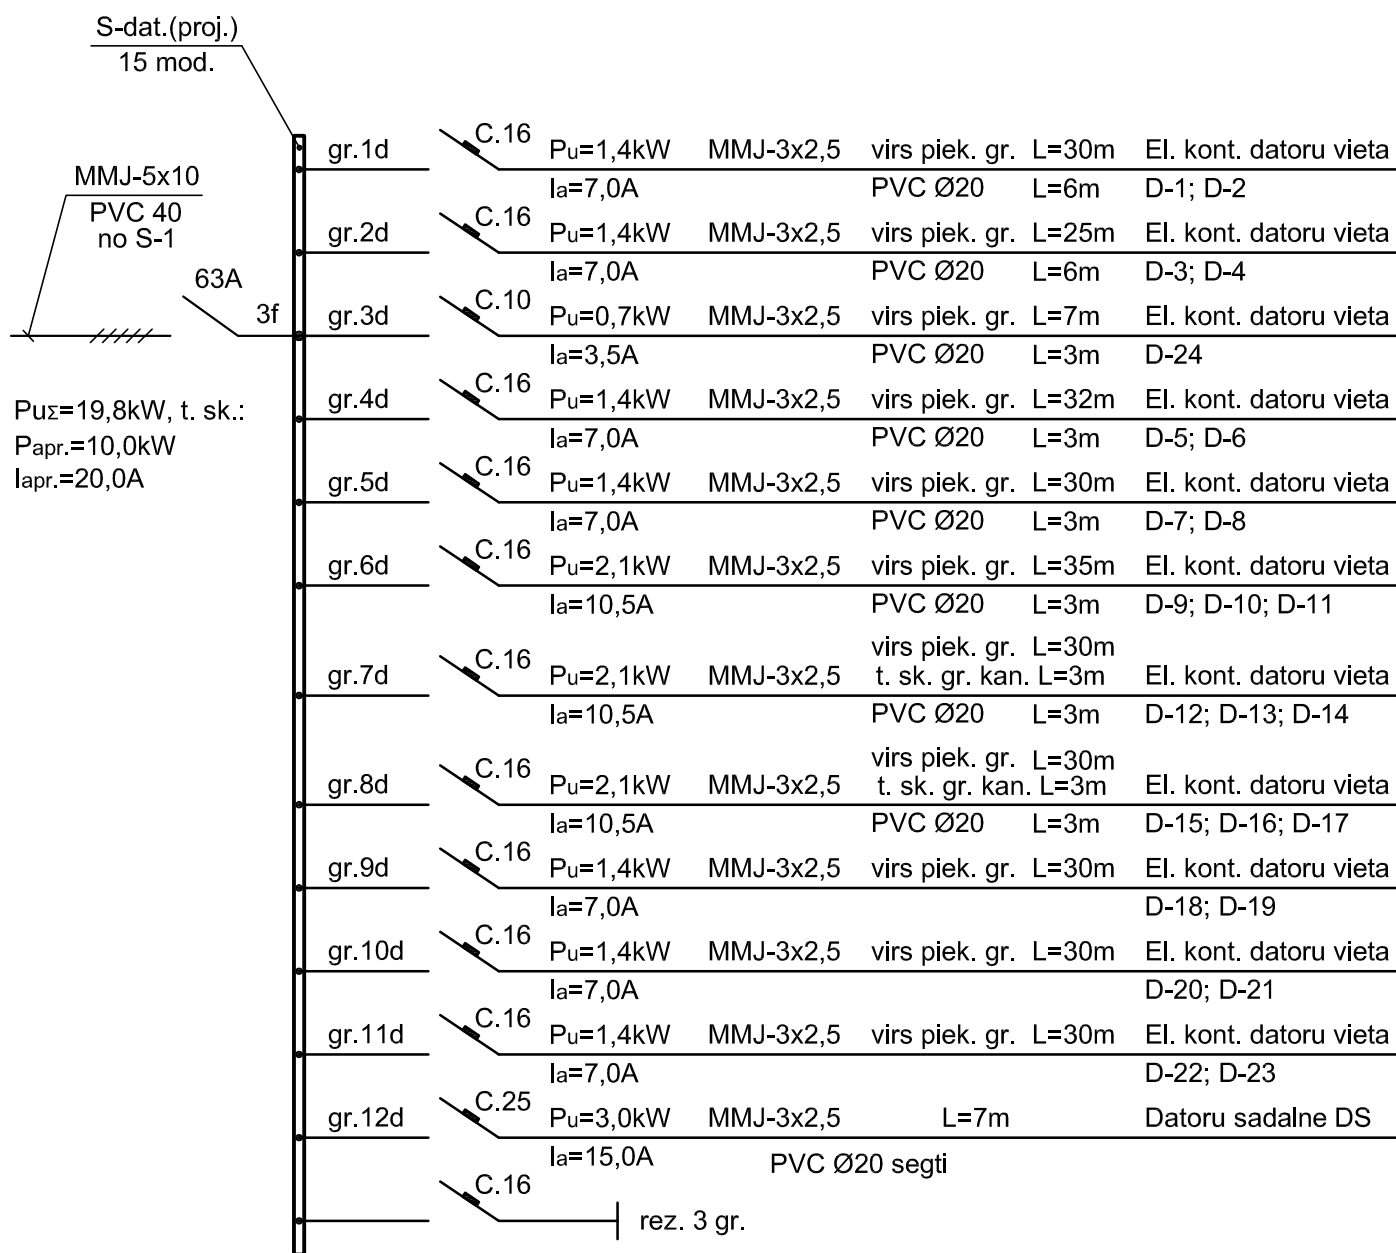 S-dat.(proj.)
15 mod.
MMJ-5x10
PVC 40
no S-1
63A
3f
PuΣ=19,8kW, t. sk.:
Papr.=10,0kW
Iapr.=20,0A
gr.1d C.16 Pu=1,4kW MMJ-3x2,5 virs piek. gr. L=30m El. kont. datoru vieta
Ia=7,0A PVC Ø20 L=6m D-1; D-2
gr.2d C.16 Pu=1,4kW MMJ-3x2,5 virs piek. gr. L=25m El. kont. datoru vieta
Ia=7,0A PVC Ø20 L=6m D-3; D-4
gr.3d C.10 Pu=0,7kW MMJ-3x2,5 virs piek. gr. L=7m El. kont. datoru vieta
Ia=3,5A PVC Ø20 L=3m D-24
gr.4d C.16 Pu=1,4kW MMJ-3x2,5 virs piek. gr. L=32m El. kont. datoru vieta
Ia=7,0A PVC Ø20 L=3m D-5; D-6
gr.5d C.16 Pu=1,4kW MMJ-3x2,5 virs piek. gr. L=30m El. kont. datoru vieta
Ia=7,0A PVC Ø20 L=3m D-7; D-8
gr.6d C.16 Pu=2,1kW MMJ-3x2,5 virs piek. gr. L=35m El. kont. datoru vieta
Ia=10,5A PVC Ø20 L=3m D-9; D-10; D-11
virs piek. gr. L=30m
gr.7d C.16 Pu=2,1kW MMJ-3x2,5 t. sk. gr. kan. L=3m El. kont. datoru vieta
Ia=10,5A PVC Ø20 L=3m D-12; D-13; D-14
virs piek. gr. L=30m
gr.8d C.16 Pu=2,1kW MMJ-3x2,5 t. sk. gr. kan. L=3m El. kont. datoru vieta
Ia=10,5A PVC Ø20 L=3m D-15; D-16; D-17
gr.9d C.16 Pu=1,4kW MMJ-3x2,5 virs piek. gr. L=30m El. kont. datoru vieta
Ia=7,0A D-18; D-19
gr.10d C.16 Pu=1,4kW MMJ-3x2,5 virs piek. gr. L=30m El. kont. datoru vieta
Ia=7,0A D-20; D-21
gr.11d C.16 Pu=1,4kW MMJ-3x2,5 virs piek. gr. L=30m El. kont. datoru vieta
Ia=7,0A D-22; D-23
gr.12d C.25 Pu=3,0kW MMJ-3x2,5 L=7m Datoru sadalne DS
Ia=15,0A PVC Ø20 segti
C.16 rez. 3 gr.